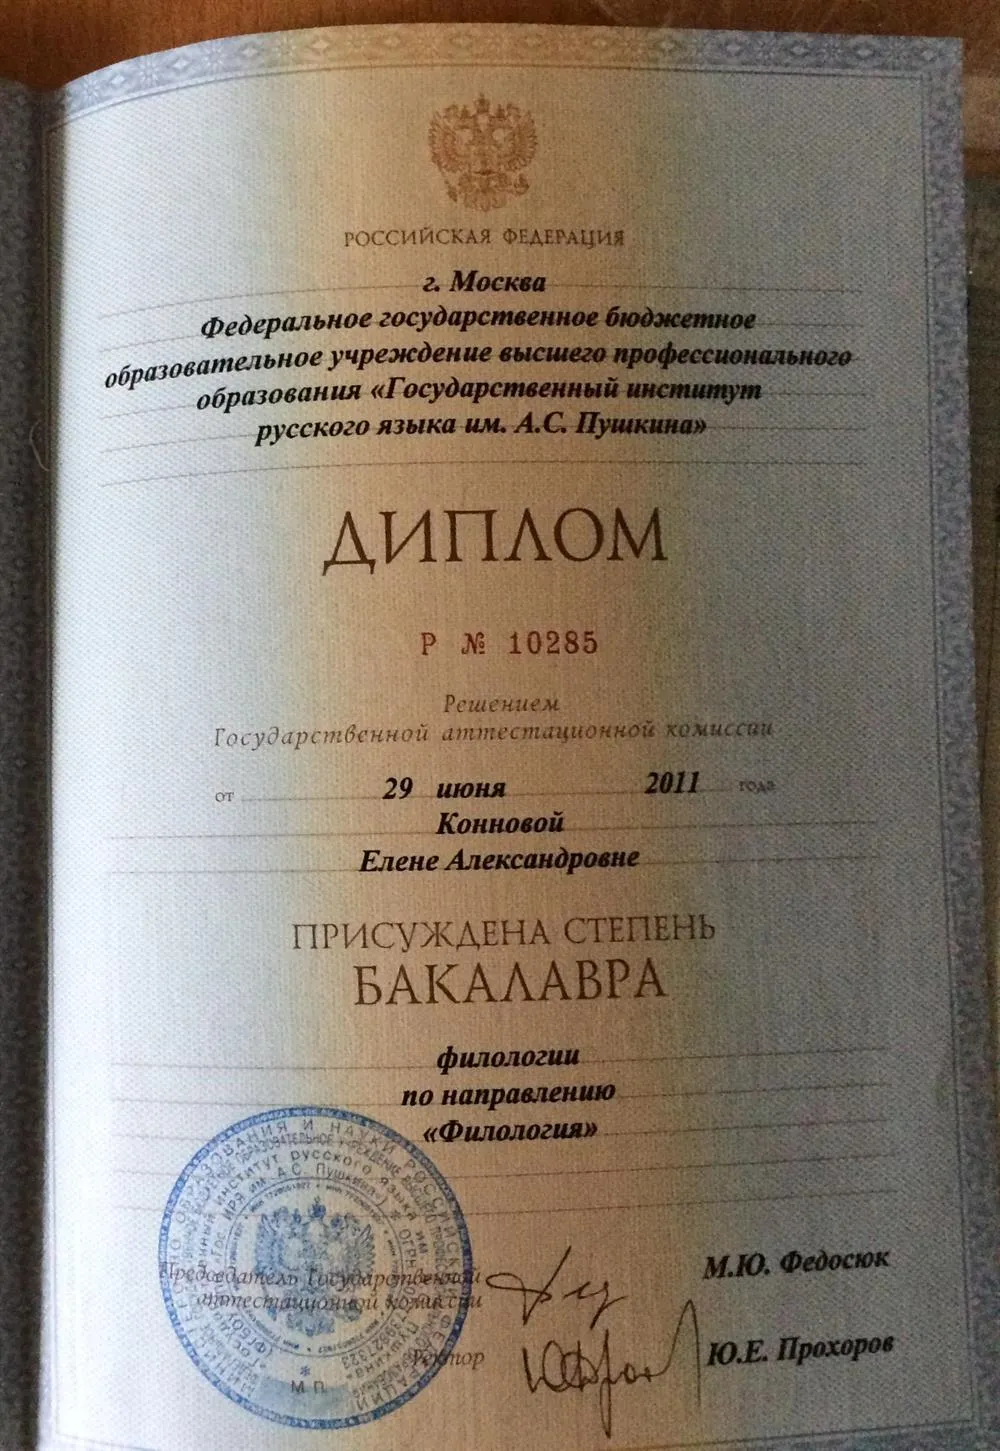 РОССИЙСКАЯ ФЕДЕРАЦИЯ
г. Москва
Федеральное государственное бюджетное
образовательное учреждение высшего профессионального
образования «Государственный институт
русского языка им. А.С. Пушкина»
ДИПЛОМ
Р № 10285
Решением
Государственной аттестационной комиссии
от 29 июня 2011 года
Конновой
Елене Александровне
ПРИСУЖДЕНА СТЕПЕНЬ
БАКАЛАВРА
филологии
по направлению
«Филология»
М.Ю. Федосюк
Председатель Государственной
аттестационной комиссии
Ректор
Ю.Е. Прохоров
М.П.